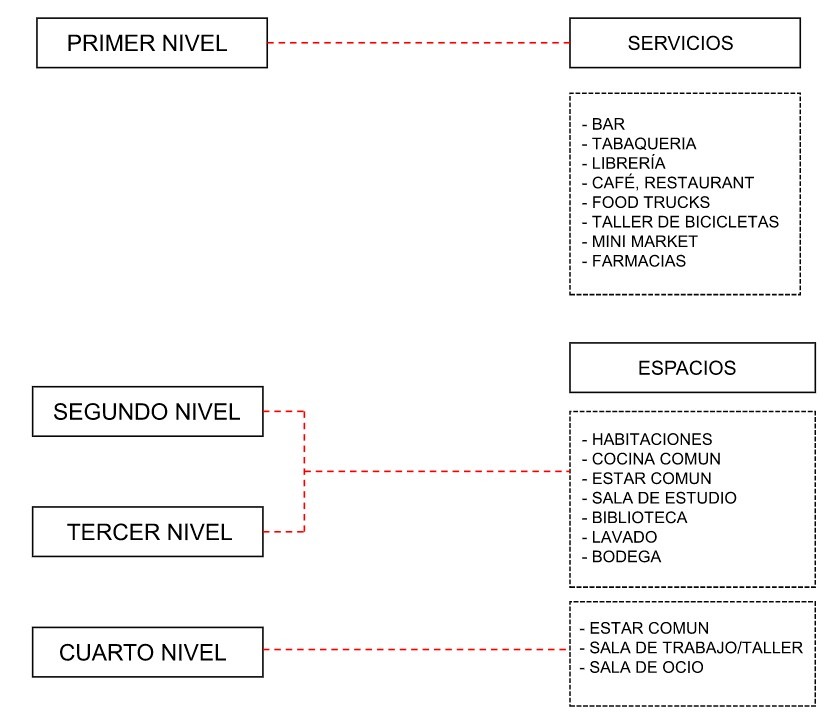 PRIMER NIVEL
SERVICIOS
- BAR
- TABAQUERIA
- LIBRERÍA
- CAFÉ, RESTAURANT
- FOOD TRUCKS
- TALLER DE BICICLETAS
- MINI MARKET
- FARMACIAS
ESPACIOS
SEGUNDO NIVEL
TERCER NIVEL
- HABITACIONES
- COCINA COMUN
- ESTAR COMUN
- SALA DE ESTUDIO
- BIBLIOTECA
- LAVADO
- BODEGA
CUARTO NIVEL
- ESTAR COMUN
- SALA DE TRABAJO/TALLER
- SALA DE OCIO